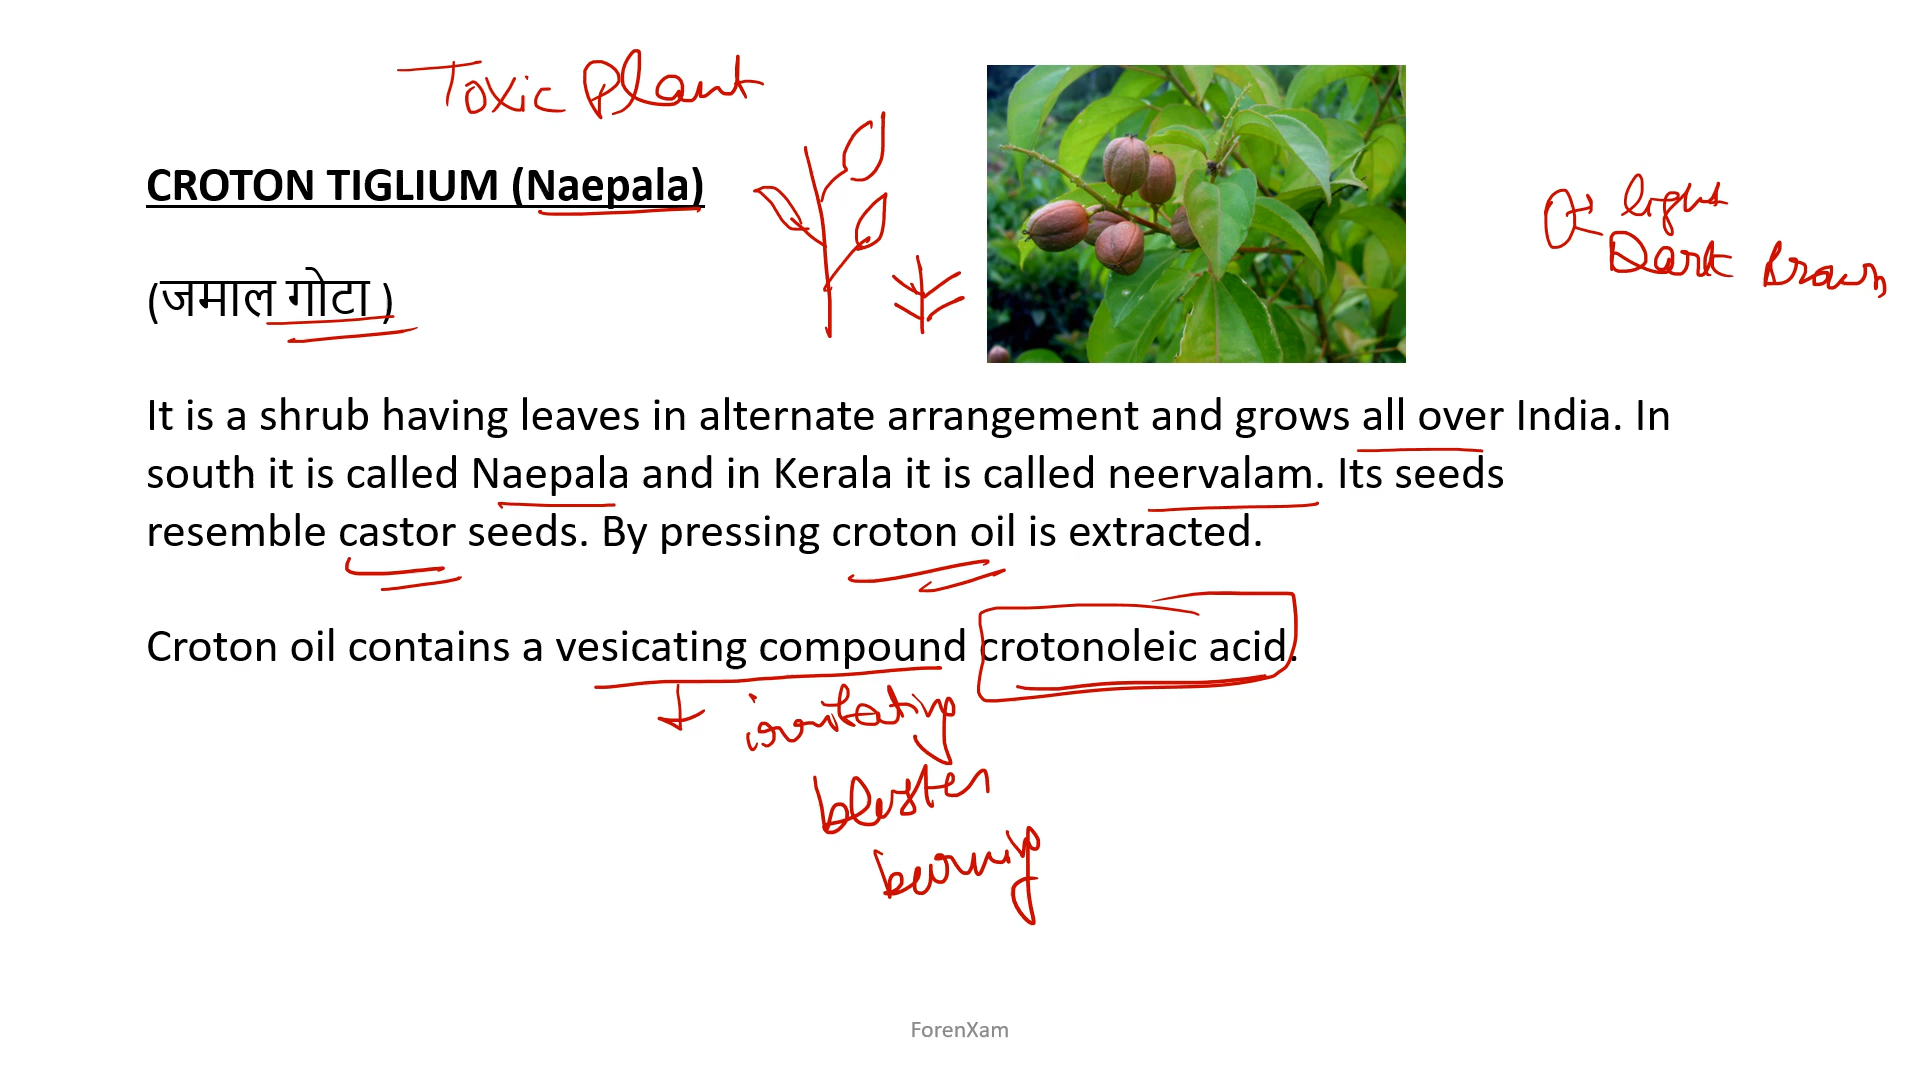 Toxic Plant
CROTON TIGLIUM (Naepala)
light
Dark Brown
(जमाल गोटा )
It is a shrub having leaves in alternate arrangement and grows all over India. In
south it is called Naepala and in Kerala it is called neervalam. Its seeds
resemble castor seeds. By pressing croton oil is extracted.
Croton oil contains a vesicating compound crotonoleic acid.
irritating
blister
burning
ForenXam